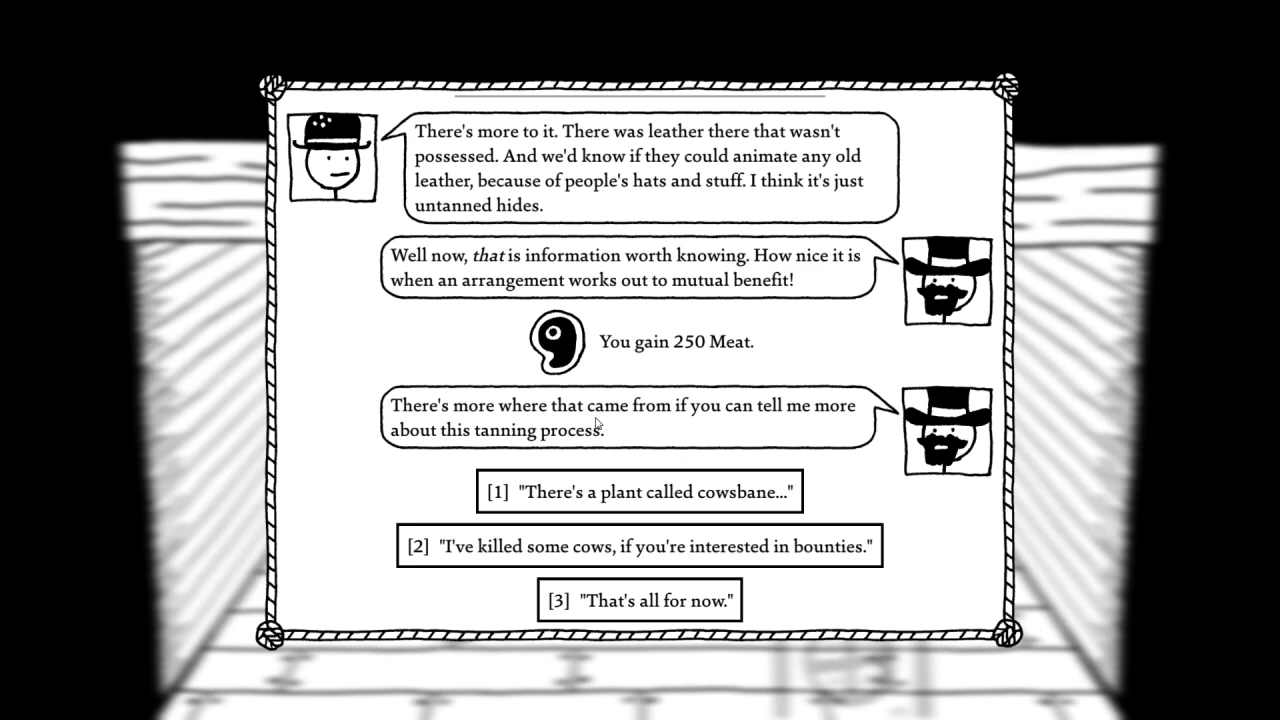 There's more to it. There was leather there that wasn't
possessed. And we'd know if they could animate any old
leather, because of people's hats and stuff. I think it's just
untanned hides.
Well now, that is information worth knowing. How nice it is
when an arrangement works out to mutual benefit!
You gain 250 Meat.
There's more where that came from if you can tell me more
about this tanning process.
[1] "There's a plant called cowsbane..."
[2] "I've killed some cows, if you're interested in bounties."
[3] "That's all for now."